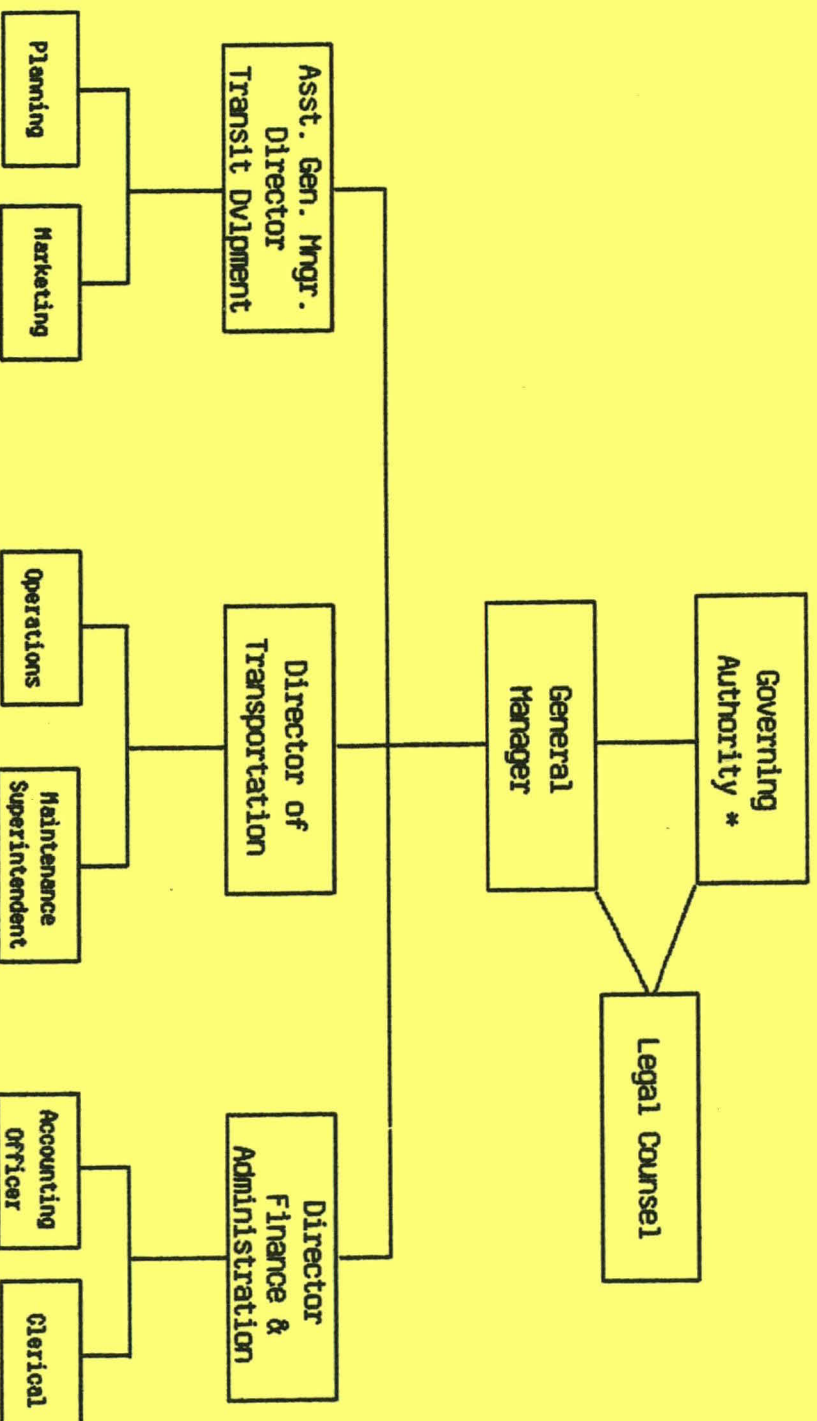 Governing
Authority *
Legal Counsel
General
Manager
Asst. Gen. Mngr.
Director
Transit Dvlpment
Director of
Transportation
Director
Finance &
Administration
Planning
Marketing
Operations
Maintenance
Superintendent
Accounting
Officer
Clerical